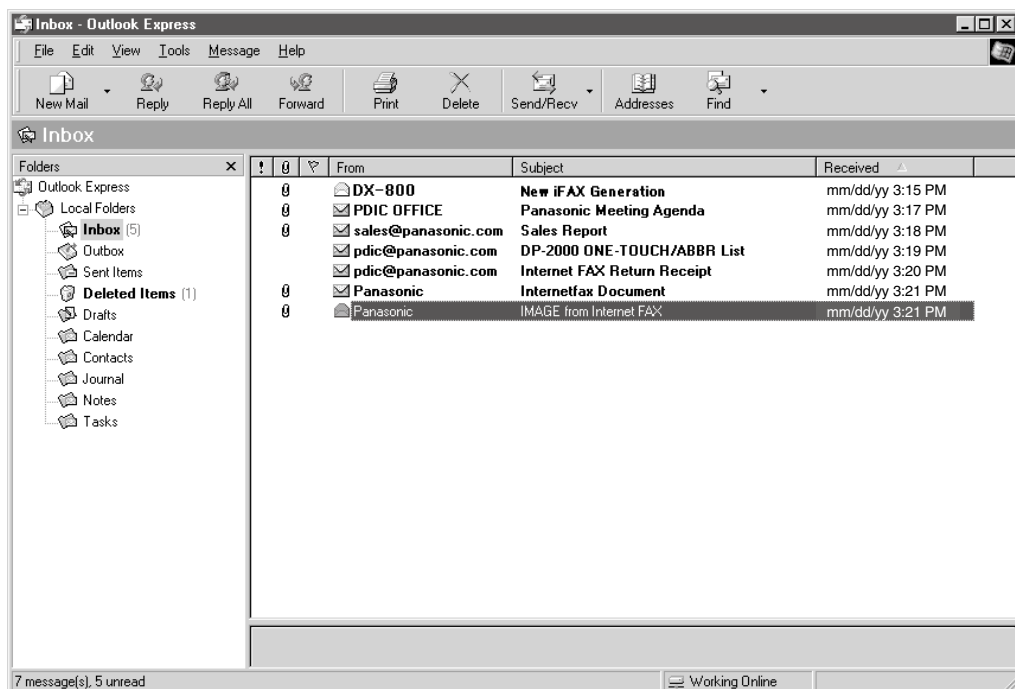 Inbox - Outlook Express
File Edit View Tools Message Help
New Mail Reply Reply All Forward Print Delete Send/Recv Addresses Find
Inbox
Folders
Outlook Express
Local Folders
Inbox (5)
Outbox
Sent Items
Deleted Items (1)
Drafts
Calendar
Contacts
Journal
Notes
Tasks
! From Subject Received
DX-800 New iFAX Generation mm/dd/yy 3:15 PM
PDIC OFFICE Panasonic Meeting Agenda mm/dd/yy 3:17 PM
sales@panasonic.com Sales Report mm/dd/yy 3:18 PM
pdic@panasonic.com DP-2000 ONE-TOUCH/ABBR List mm/dd/yy 3:19 PM
pdic@panasonic.com Internet FAX Return Receipt mm/dd/yy 3:20 PM
Panasonic Internetfax Document mm/dd/yy 3:21 PM
Panasonic IMAGE from Internet FAX mm/dd/yy 3:21 PM
7 message(s), 5 unread Working Online